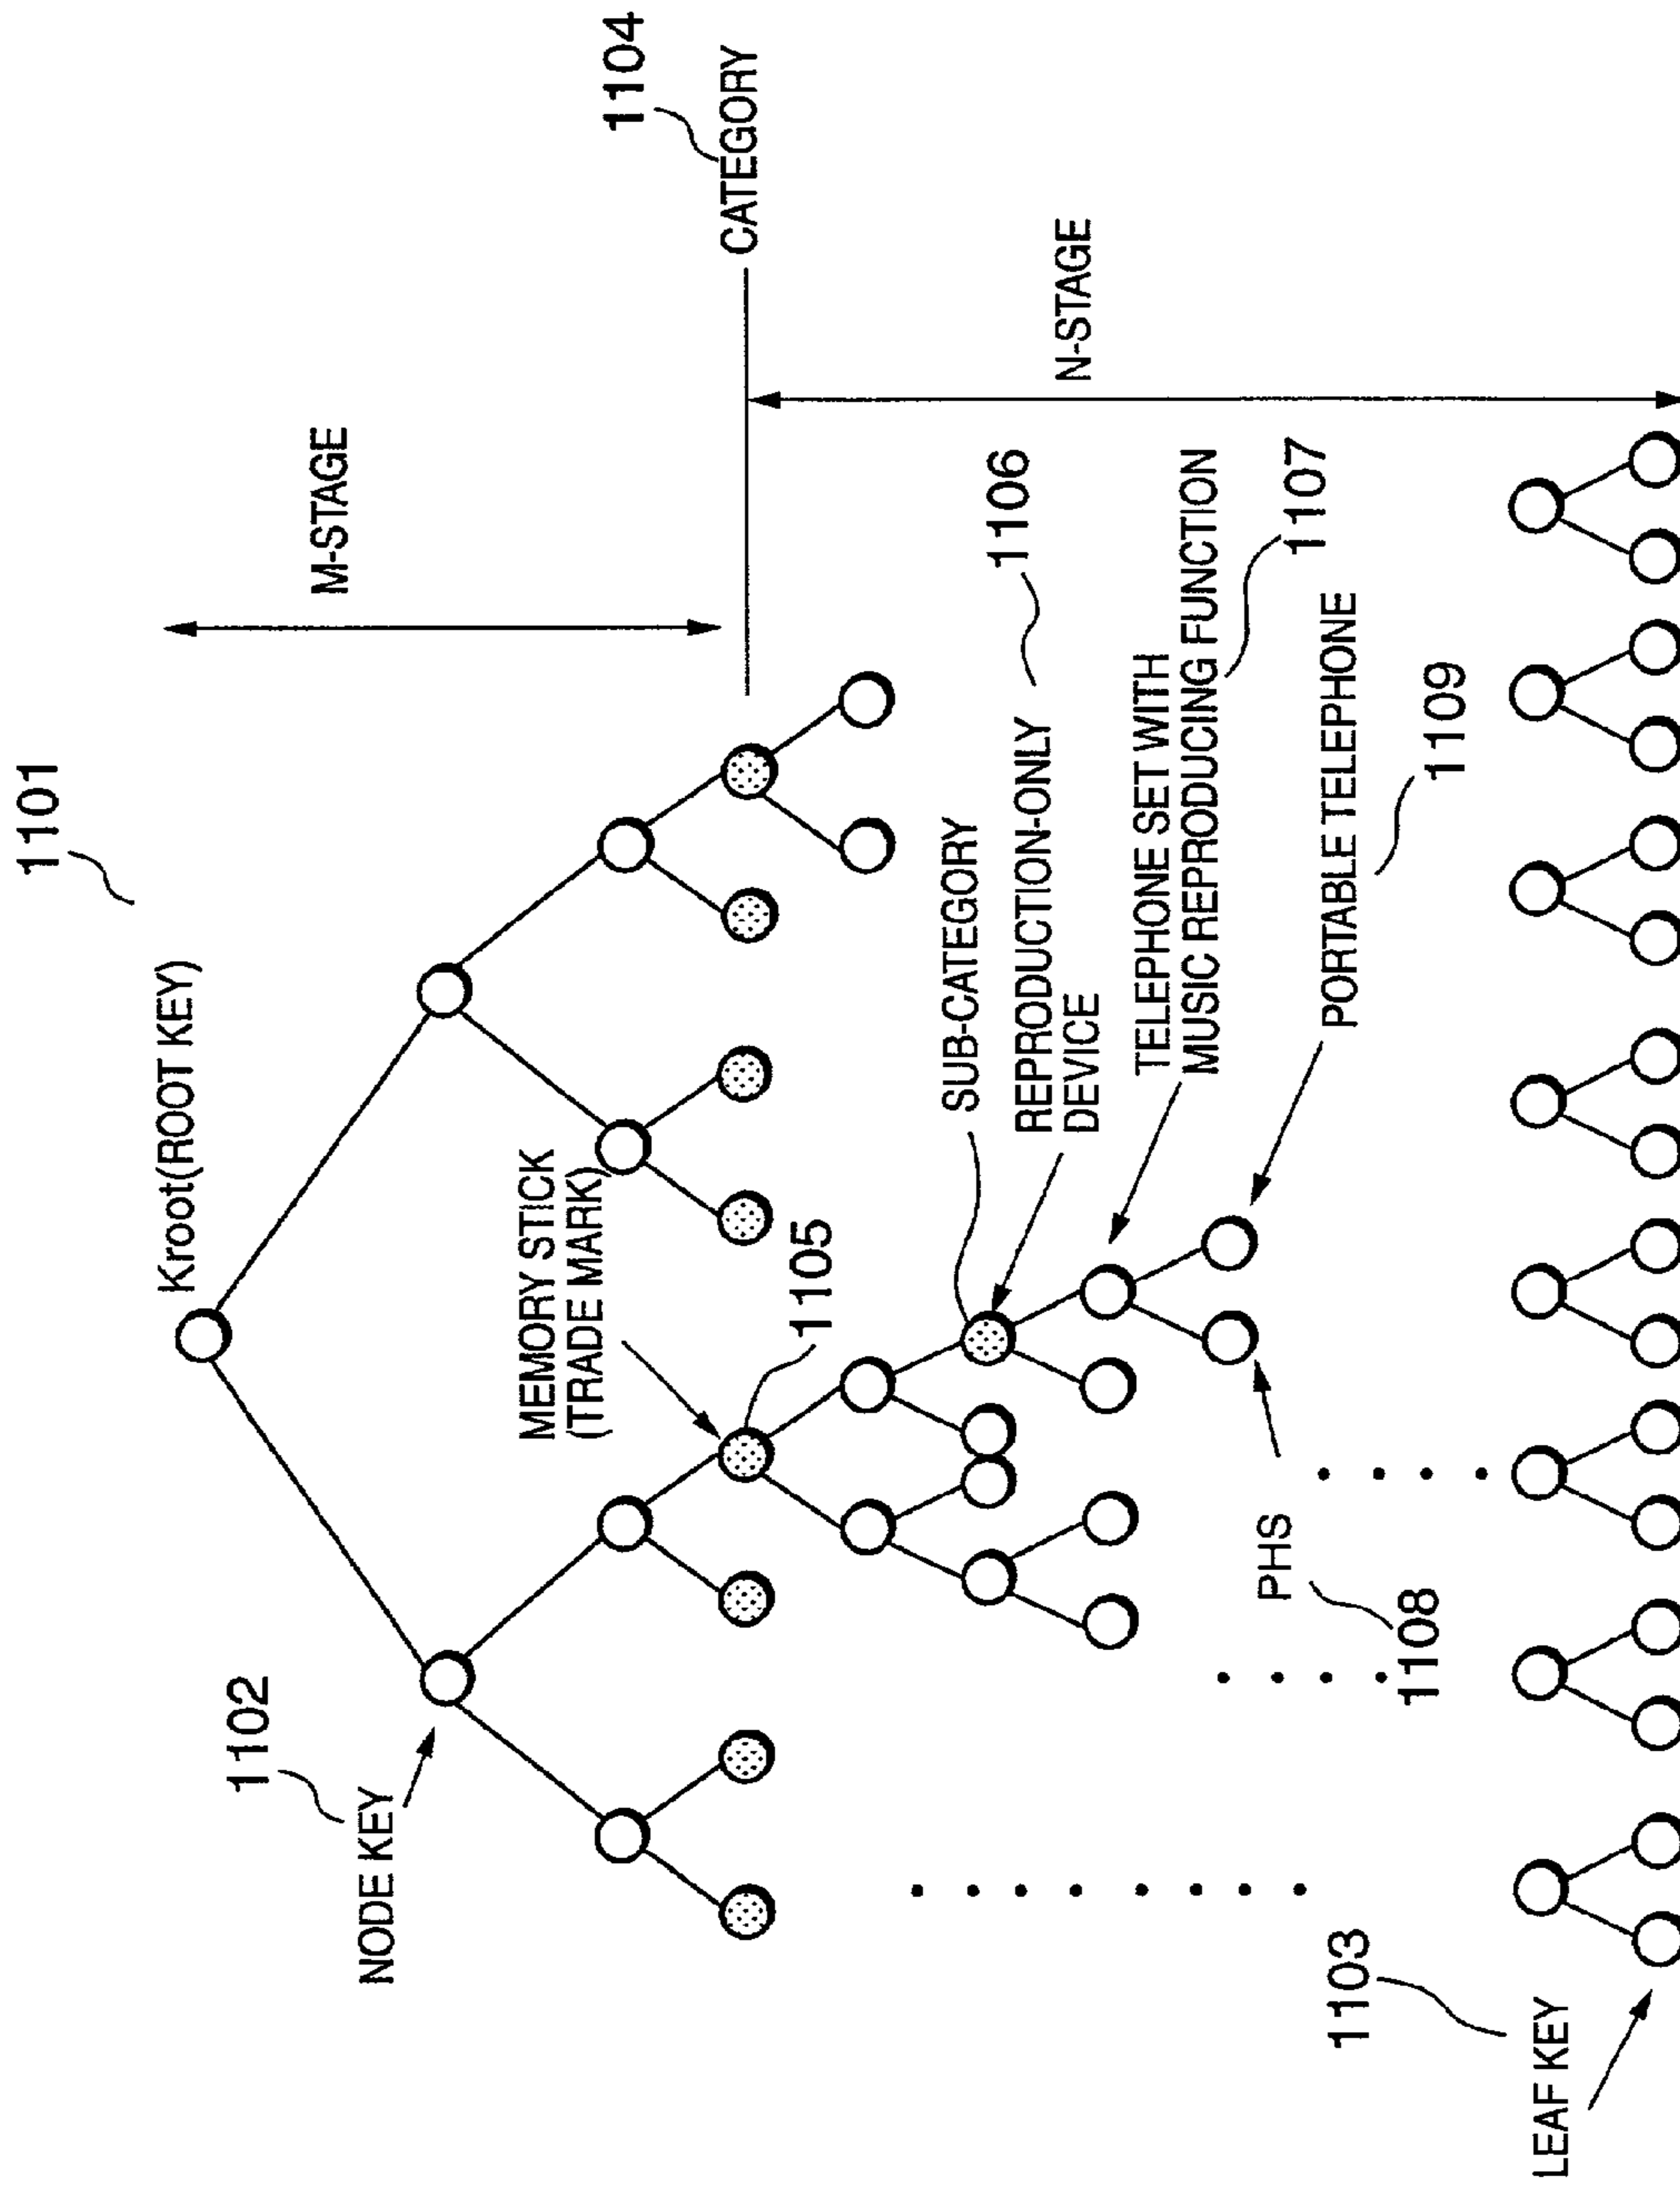 1101
Kroot(ROOT KEY)
1102
NODE KEY
M-STAGE
1104
CATEGORY
MEMORY STICK
(TRADE MARK)
1105
N-STAGE
SUB-CATEGORY
REPRODUCTION-ONLY
DEVICE
1106
TELEPHONE SET WITH
MUSIC REPRODUCING FUNCTION
1107
PHS
1108
PORTABLE TELEPHONE
1109
1103
LEAF KEY